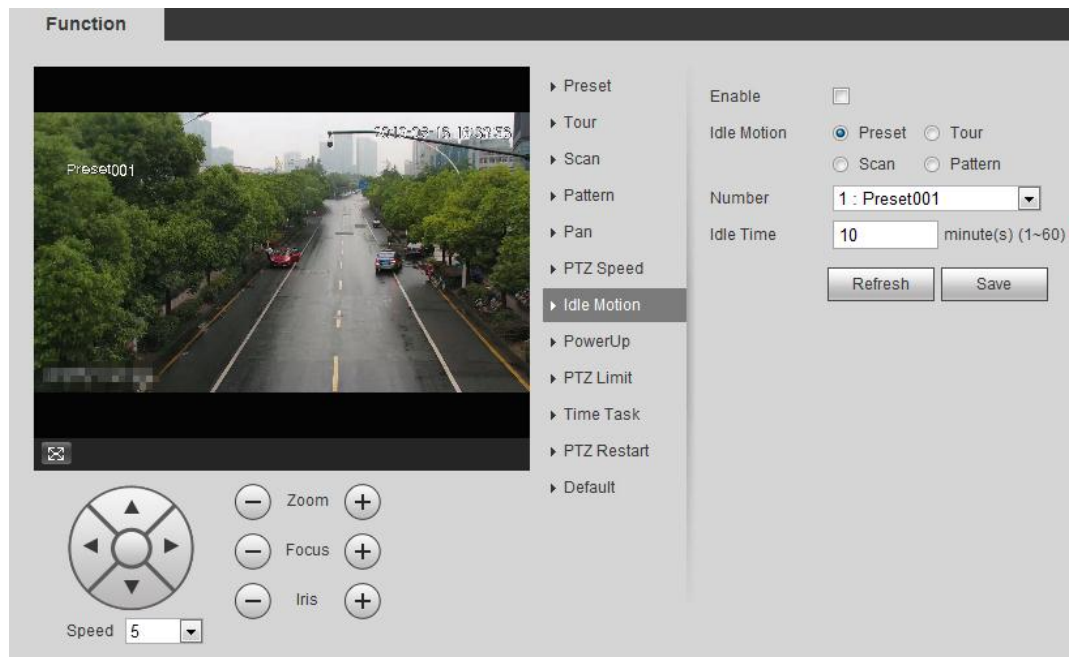 Function
Preset001
Preset
Tour
Scan
Pattern
Pan
PTZ Speed
Idle Motion
PowerUp
PTZ Limit
Time Task
PTZ Restart
Default
Enable
Idle Motion Preset Tour
Scan Pattern
Number 1 : Preset001
Idle Time 10 minute(s) (1~60)
Refresh Save
Zoom
Focus
Iris
Speed 5